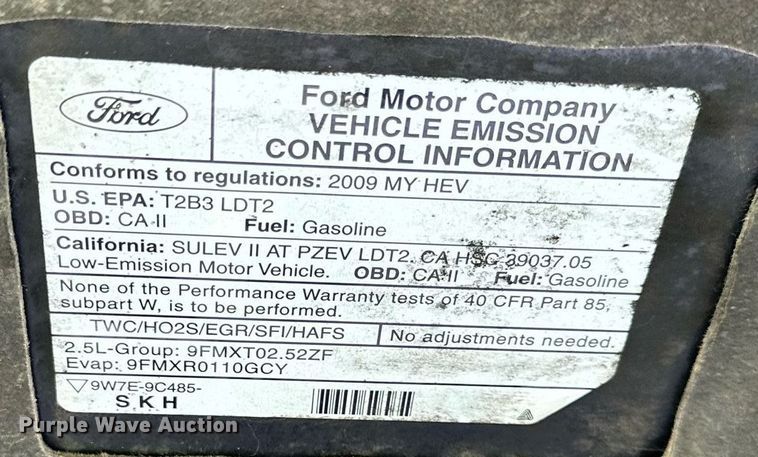 Ford
Ford Motor Company
VEHICLE EMISSION
CONTROL INFORMATION
Conforms to regulations: 2009 MY HEV
U.S. EPA: T2B3 LDT2
OBD: CA II Fuel: Gasoline
California: SULEV II AT PZEV LDT2. CA HSC 39037.05
Low-Emission Motor Vehicle. OBD: CA II Fuel: Gasoline
None of the Performance Warranty tests of 40 CFR Part 85,
subpart W, is to be performed.
TWC/HO2S/EGR/SFI/HAFS No adjustments needed.
2.5L-Group: 9FMXT02.52ZF
Evap: 9FMXR0110GCY
9W7E-9C485-
SKH
Purple Wave Auction